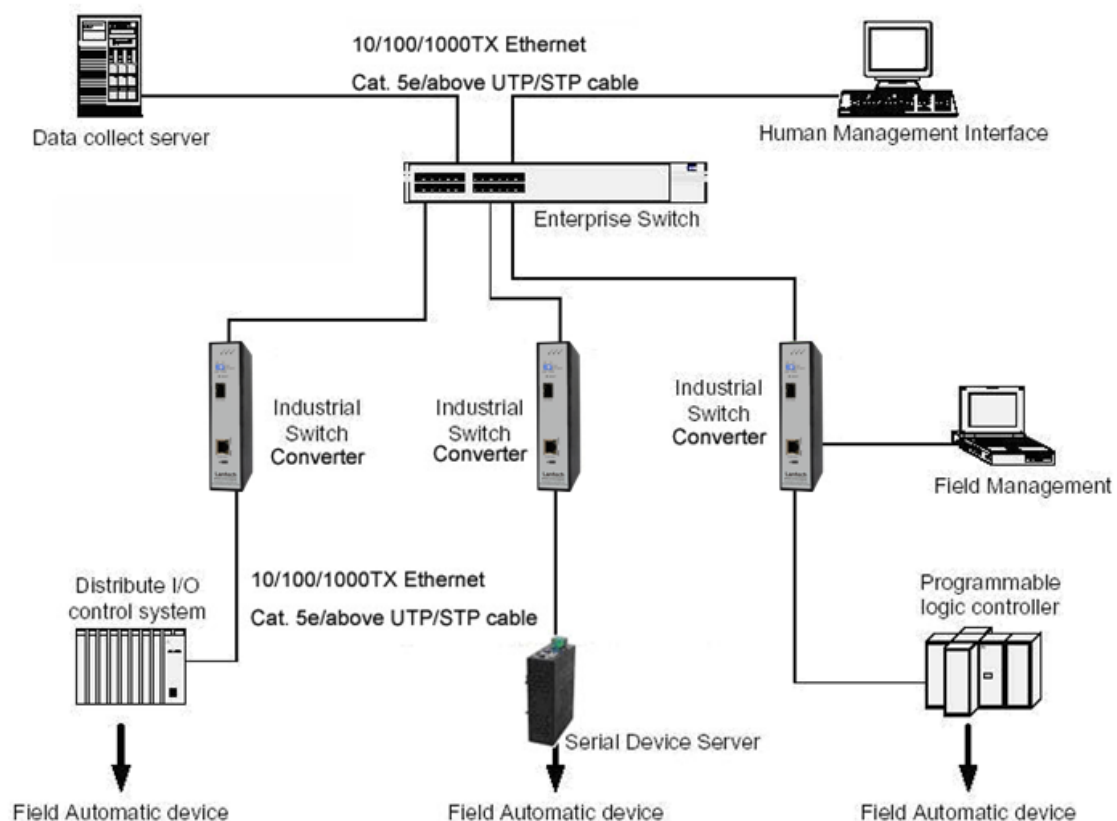 10/100/1000TX Ethernet
Cat. 5e/above UTP/STP cable
Data collect server
Human Management Interface
Enterprise Switch
Industrial
Switch
Converter
Industrial
Switch
Converter
Industrial
Switch
Converter
Lantech
Lantech
Lantech
Field Management
Distribute I/O
control system
10/100/1000TX Ethernet
Cat. 5e/above UTP/STP cable
Programmable
logic controller
Serial Device Server
Field Automatic device
Field Automatic device
Field Automatic device